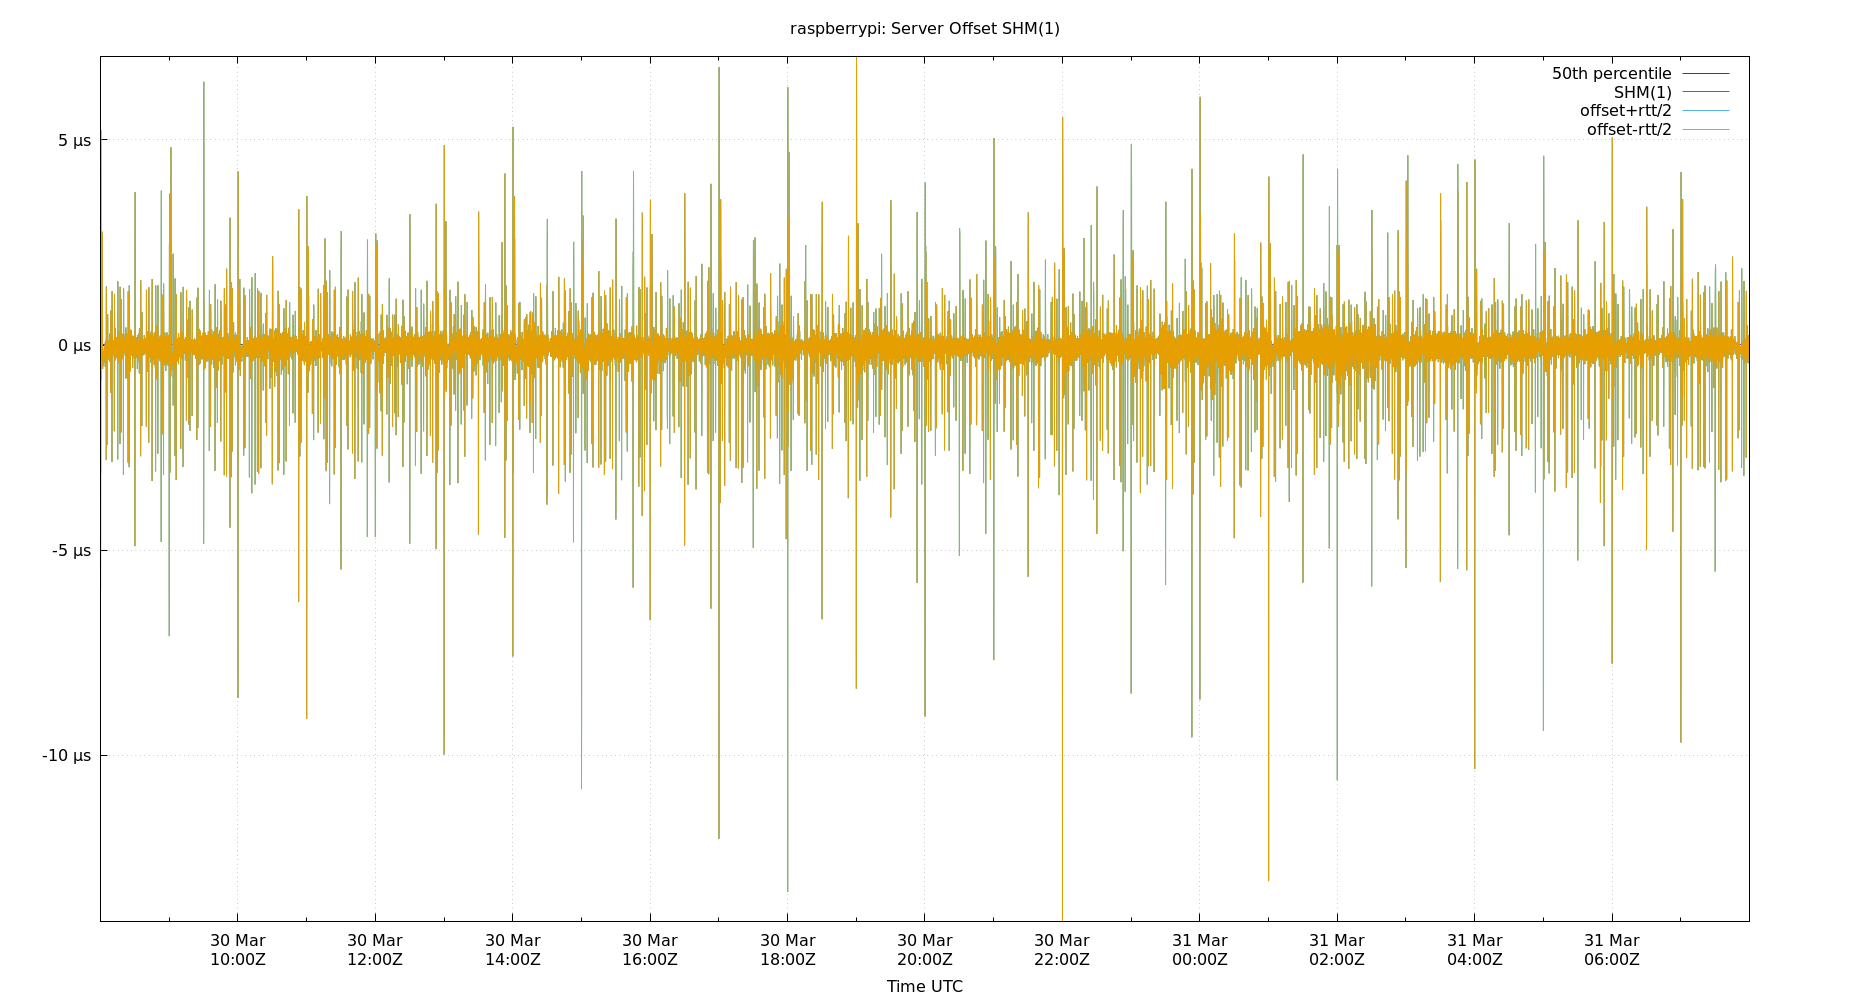 raspberrypi: Server Offset SHM(1)
50th percentile
SHM(1)
offset+rtt/2
offset-rtt/2
5 µs
0 µs
-5 µs
-10 µs
30 Mar 30 Mar 30 Mar 30 Mar 30 Mar 30 Mar 30 Mar 31 Mar 31 Mar 31 Mar 31 Mar
10:00Z 12:00Z 14:00Z 16:00Z 18:00Z 20:00Z 22:00Z 00:00Z 02:00Z 04:00Z 06:00Z
Time UTC